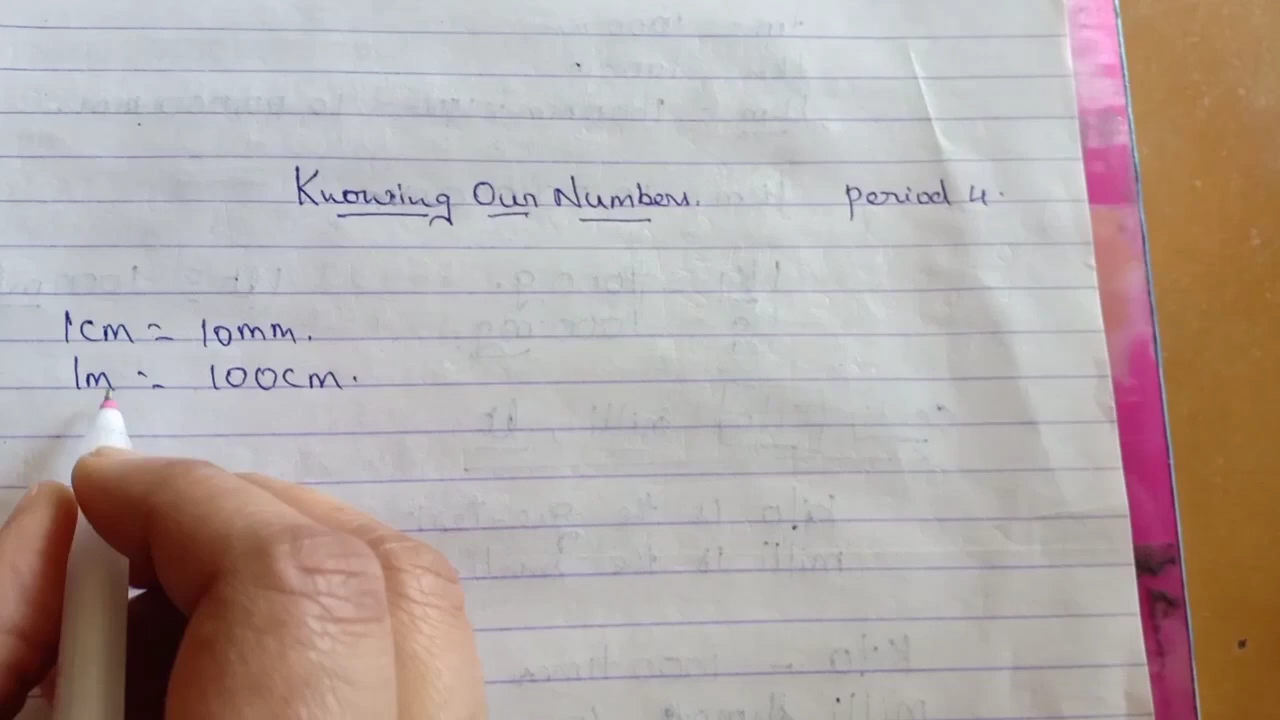 Knowing Our Numbers. period 4.
1cm = 10mm.
1m = 100cm.